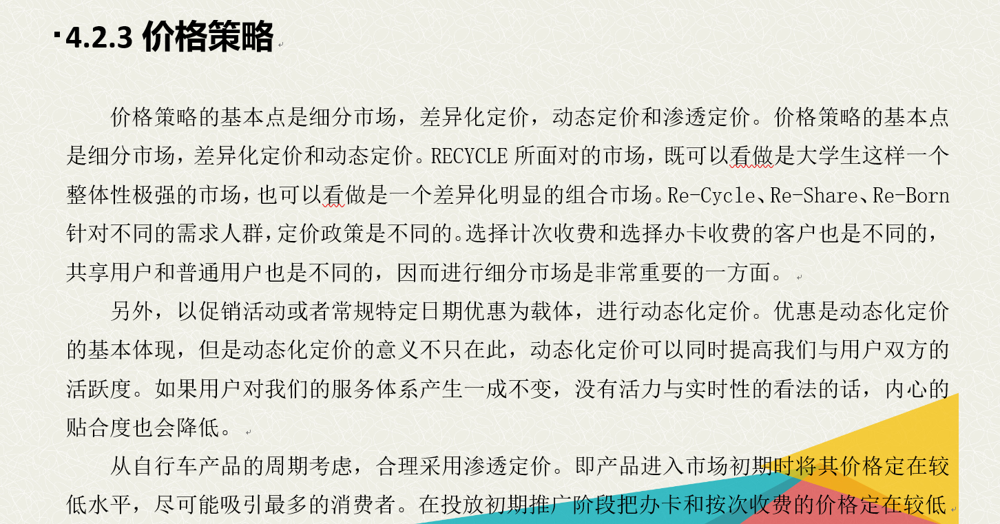 4.2.3 价格策略
价格策略的基本点是细分市场，差异化定价，动态定价和渗透定价。价格策略的基本点
是细分市场，差异化定价和动态定价。RECYCLE 所面对的市场，既可以看做是大学生这样一个
整体性极强的市场，也可以看做是一个差异化明显的组合市场。Re-Cycle、Re-Share、Re-Born
针对不同的需求人群，定价政策是不同的。选择计次收费和选择办卡收费的客户也是不同的，
共享用户和普通用户也是不同的，因而进行细分市场是非常重要的一方面。
另外，以促销活动或者常规特定日期优惠为载体，进行动态化定价。优惠是动态化定价
的基本体现，但是动态化定价的意义不只在此，动态化定价可以同时提高我们与用户双方的
活跃度。如果用户对我们的服务体系产生一成不变，没有活力与实时性的看法的话，内心的
贴合度也会降低。
从自行车产品的周期考虑，合理采用渗透定价。即产品进入市场初期时将其价格定在较
低水平，尽可能吸引最多的消费者。在投放初期推广阶段把办卡和按次收费的价格定在较低